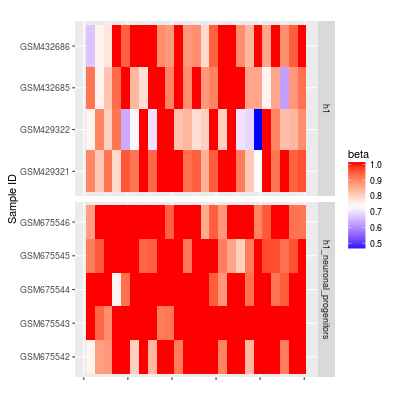 Sample ID
GSM432686
GSM432685
GSM429322
GSM429321
h1
GSM675546
GSM675545
GSM675544
GSM675543
GSM675542
h1_neuronal_progenitors
beta
1.0
0.9
0.8
0.7
0.6
0.5